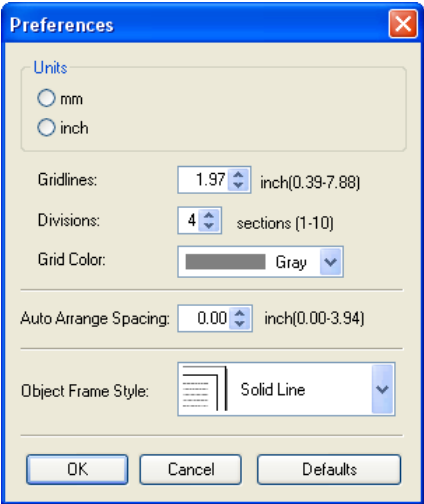 Preferences
Units
mm
inch
Gridlines: 1.97 inch(0.39-7.88)
Divisions: 4 sections (1-10)
Grid Color: Gray
Auto Arrange Spacing: 0.00 inch(0.00-3.94)
Object Frame Style: Solid Line
OK Cancel Defaults